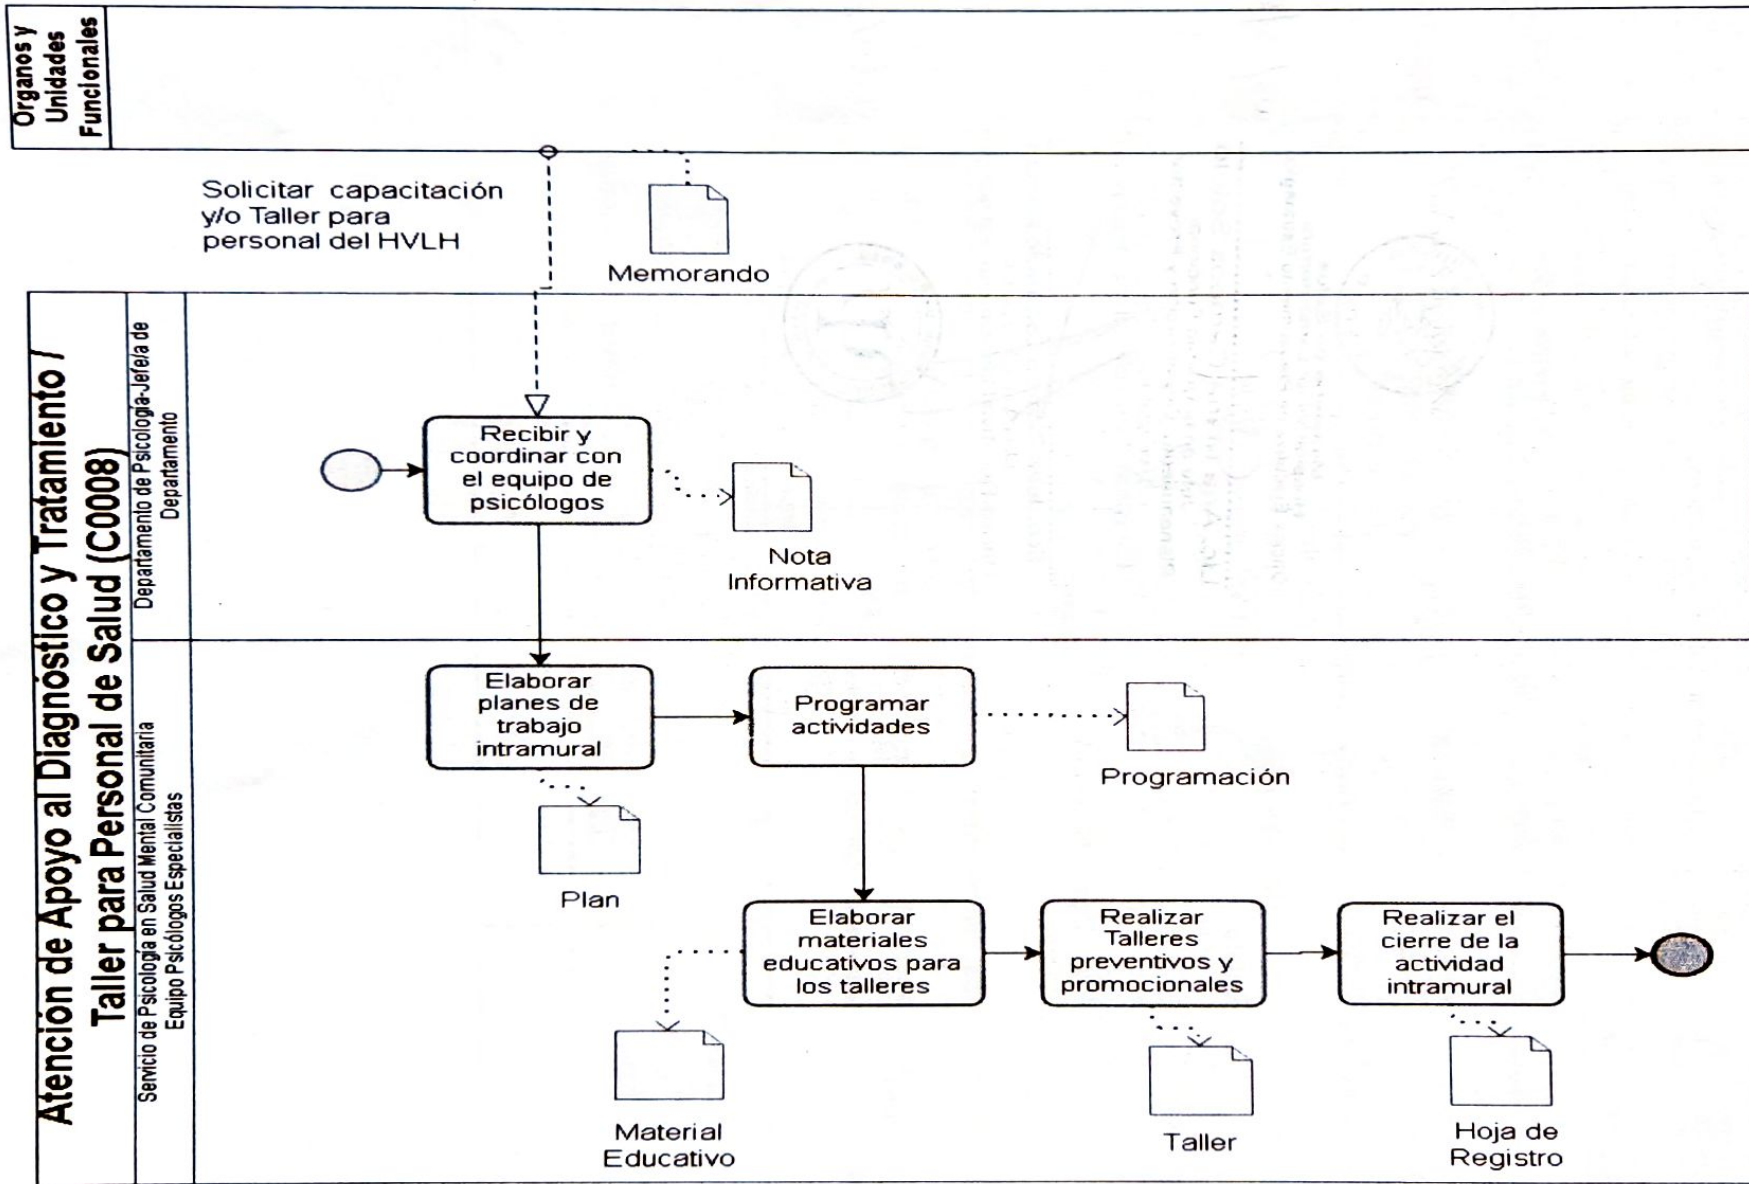 Organos y
Unidades
Funcionales
Solicitar capacitación
y/o Taller para
personal del HVLH
Memorando
Atención de Apoyo al Diagnóstico y Tratamiento /
Taller para Personal de Salud (C0008)
Departamento de Psicologia-Jefe/a de
Departamento
Recibir y
coordinar con
el equipo de
psicólogos
Nota
Informativa
Servicio de Psicologia en Salud Mental Comunitaria
Equipo Psicólogos Especialistas
Elaborar
planes de
trabajo
intramural
Programar
actividades
Programación
Plan
Elaborar
materiales
educativos para
los talleres
Realizar
Talleres
preventivos y
promocionales
Realizar el
cierre de la
actividad
intramural
Material
Educativo
Taller
Hoja de
Registro